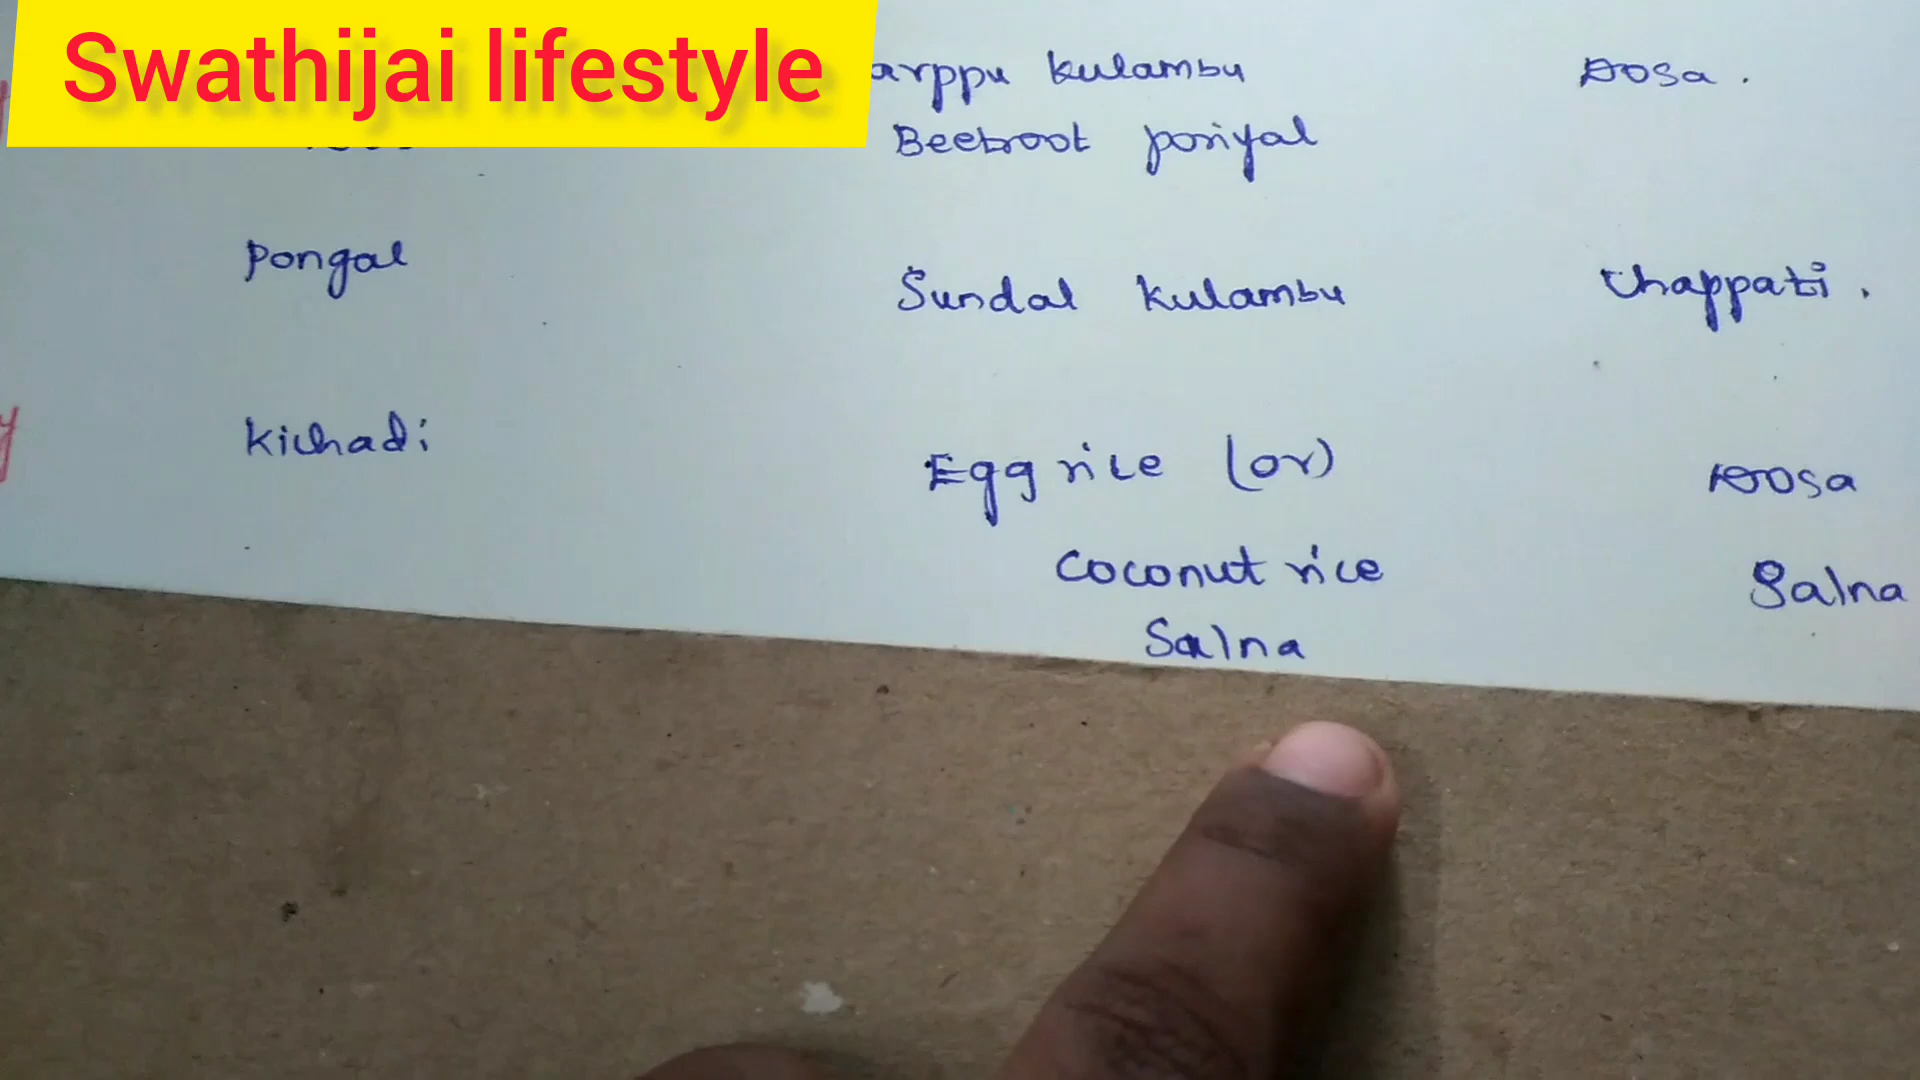 Swathijai lifestyle
kulambu Dosa .
Beetroot poriyal
Pongal
Sundal kulambu Chappati .
Kichadi
Egg rice (or) Dosa
Coconut rice Salna
Salna